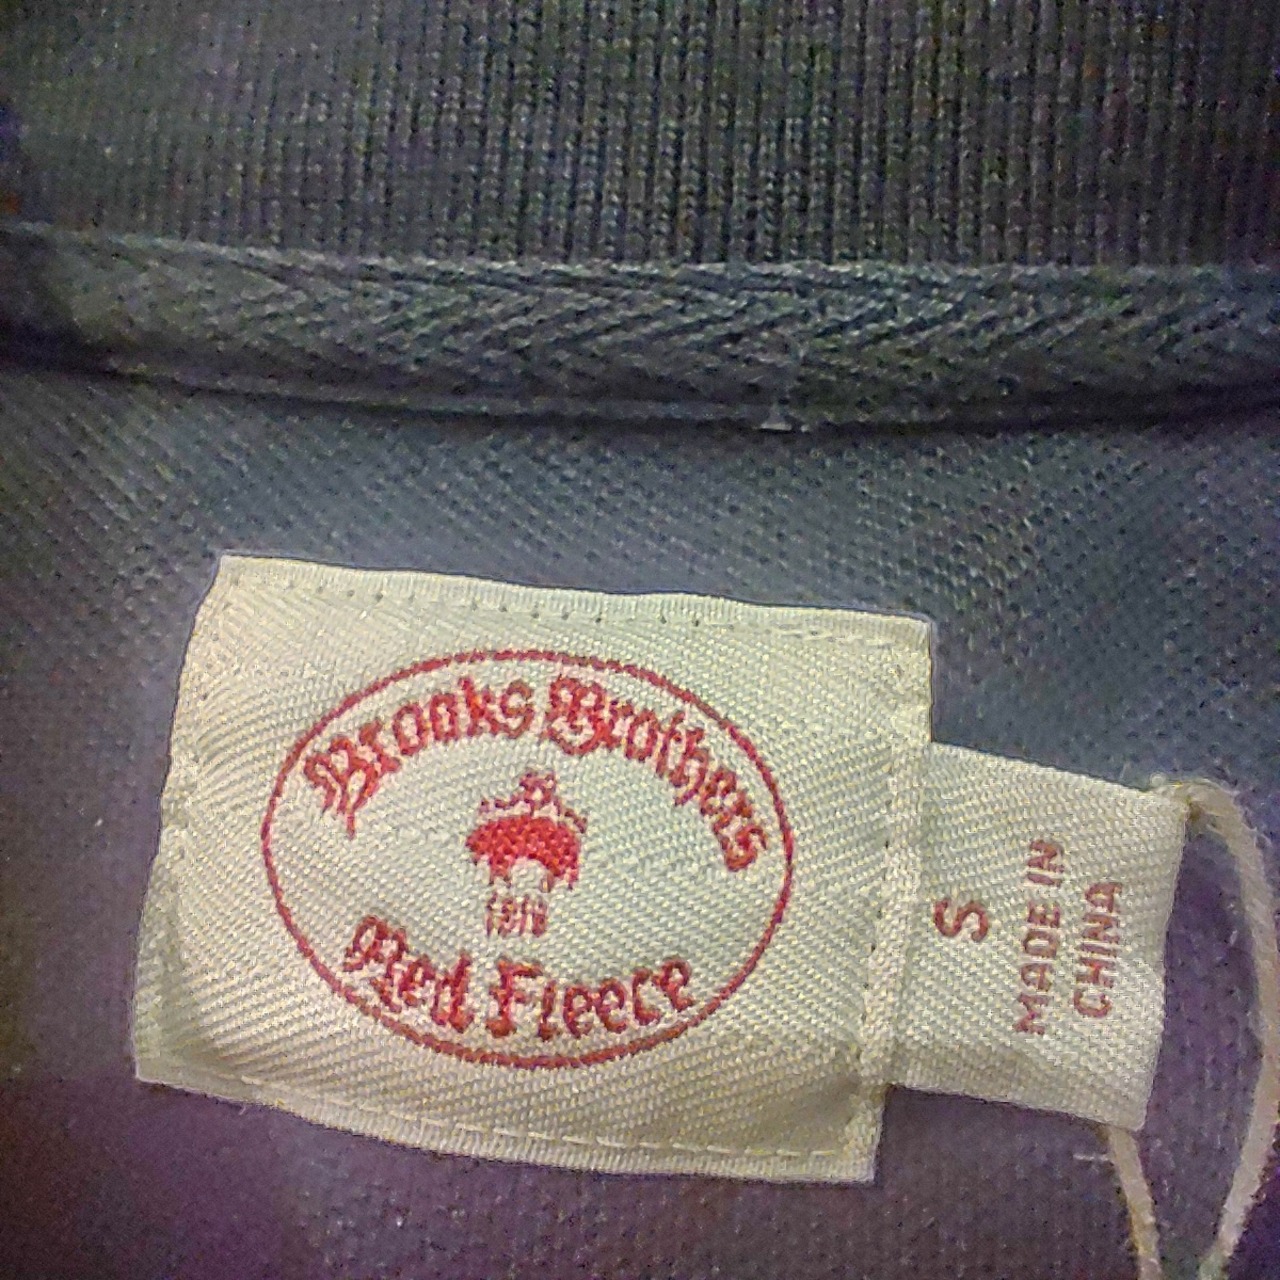 Brooks Brothers
1818
Red Fleece
S
MADE IN
CHINA